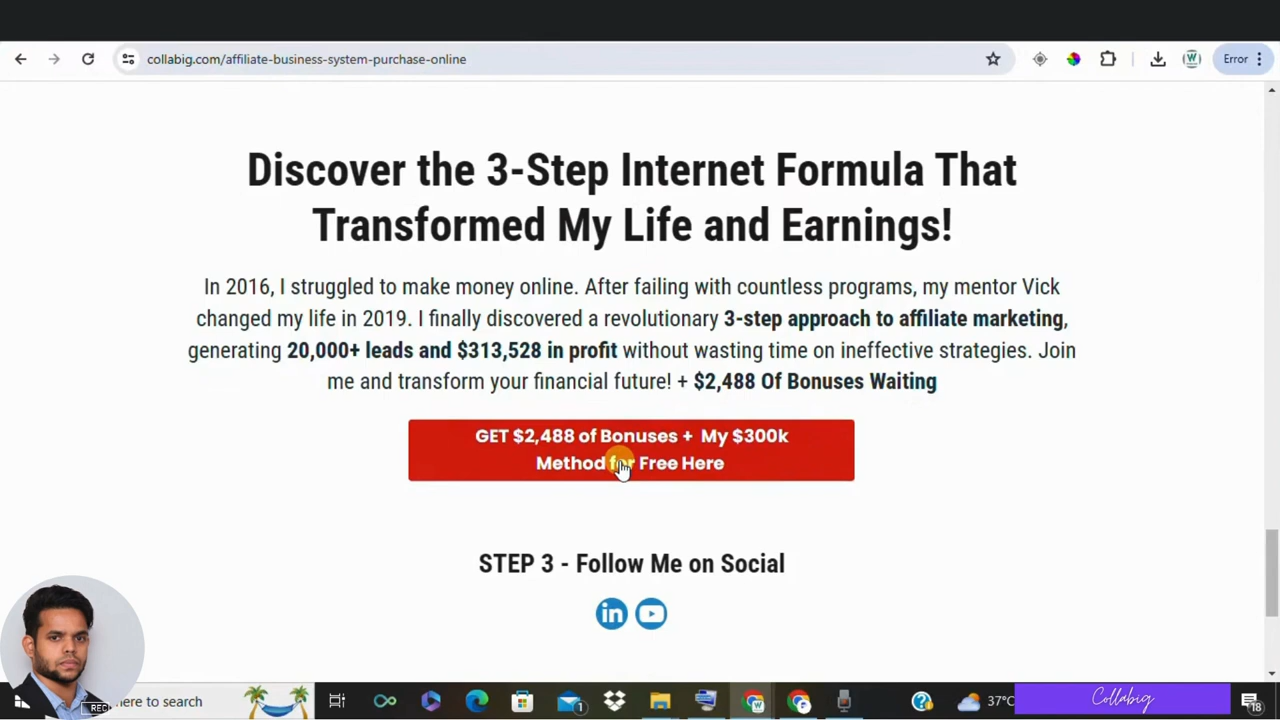 collabig.com/affiliate-business-system-purchase-online
Error
Discover the 3-Step Internet Formula That
Transformed My Life and Earnings!
In 2016, I struggled to make money online. After failing with countless programs, my mentor Vick
changed my life in 2019. I finally discovered a revolutionary 3-step approach to affiliate marketing,
generating 20,000+ leads and $313,528 in profit without wasting time on ineffective strategies. Join
me and transform your financial future! + $2,488 Of Bonuses Waiting
GET $2,488 of Bonuses + My $300k
Method for Free Here
STEP 3 - Follow Me on Social
in
REC
here to search
1
37°C
Collabig
18